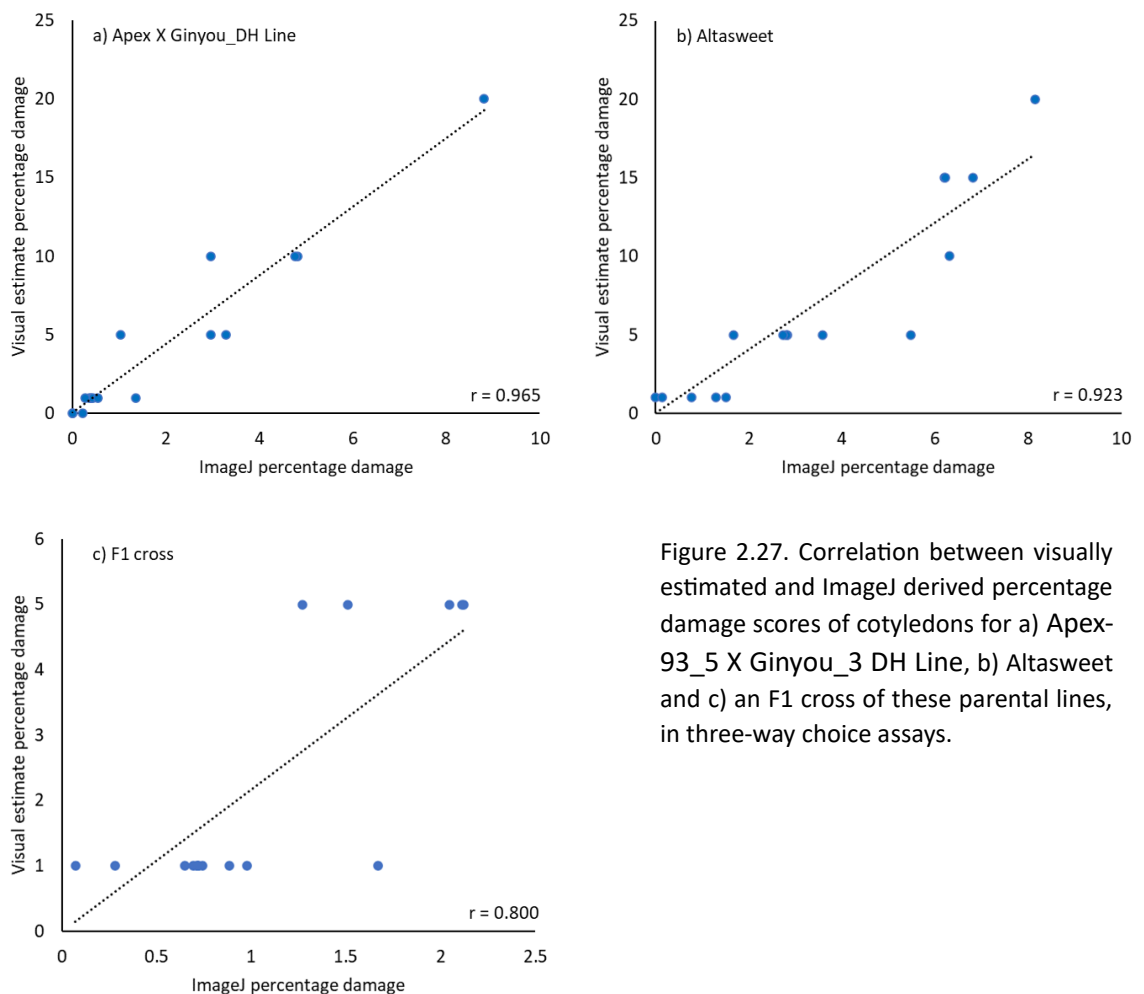 a) Apex X Ginyou_DH Line
Visual estimate percentage damage
25
20
15
10
5
0
0 2 4 6 8 10
ImageJ percentage damage
r = 0.965
b) Altasweet
Visual estimate percentage damage
25
20
15
10
5
0
0 2 4 6 8 10
ImageJ percentage damage
r = 0.923
c) F1 cross
Visual estimate percentage damage
6
5
4
3
2
1
0
0 0.5 1 1.5 2 2.5
ImageJ percentage damage
r = 0.800
Figure 2.27. Correlation between visually
estimated and ImageJ derived percentage
damage scores of cotyledons for a) Apex-
93_5 X Ginyou_3 DH Line, b) Altasweet
and c) an F1 cross of these parental lines,
in three-way choice assays.